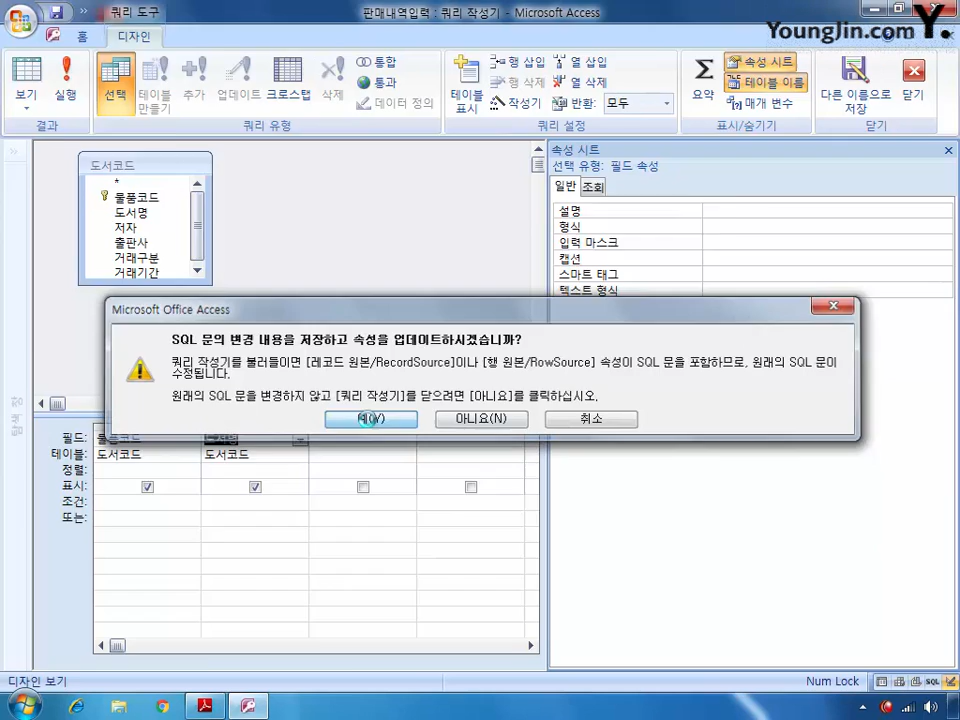 쿼리 도구
판매내역입력 : 쿼리 작성기 - Microsoft Access
YoungJin.com Y.
홈
디자인
보기
실행
결과
선택
테이블 만들기
추가
업데이트
크로스탭
삭제
통합
통과
데이터 정의
쿼리 유형
테이블 표시
행 삽입
행 삭제
작성기
열 삽입
열 삭제
반환: 모두
쿼리 설정
요약
속성 시트
테이블 이름
매개 변수
표시/숨기기
다른 이름으로 저장
닫기
닫기
도서코드
*
물품코드
도서명
저자
출판사
거래구분
거래기간
속성 시트
선택 유형: 필드 속성
일반
조회
설명
형식
입력 마스크
캡션
스마트 태그
텍스트 형식
Microsoft Office Access
SQL 문의 변경 내용을 저장하고 속성을 업데이트하시겠습니까?
쿼리 작성기를 불러들이면 [레코드 원본/RecordSource]이나 [행 원본/RowSource] 속성이 SQL 문을 포함하므로, 원래의 SQL 문이
수정됩니다.
원래의 SQL 문을 변경하지 않고 [쿼리 작성기]를 닫으려면 [아니요]를 클릭하십시오.
예(Y)
아니요(N)
취소
필드: 물품코드
테이블: 도서코드 도서코드
정렬:
표시:
조건:
또는:
디자인 보기
Num Lock
SQL